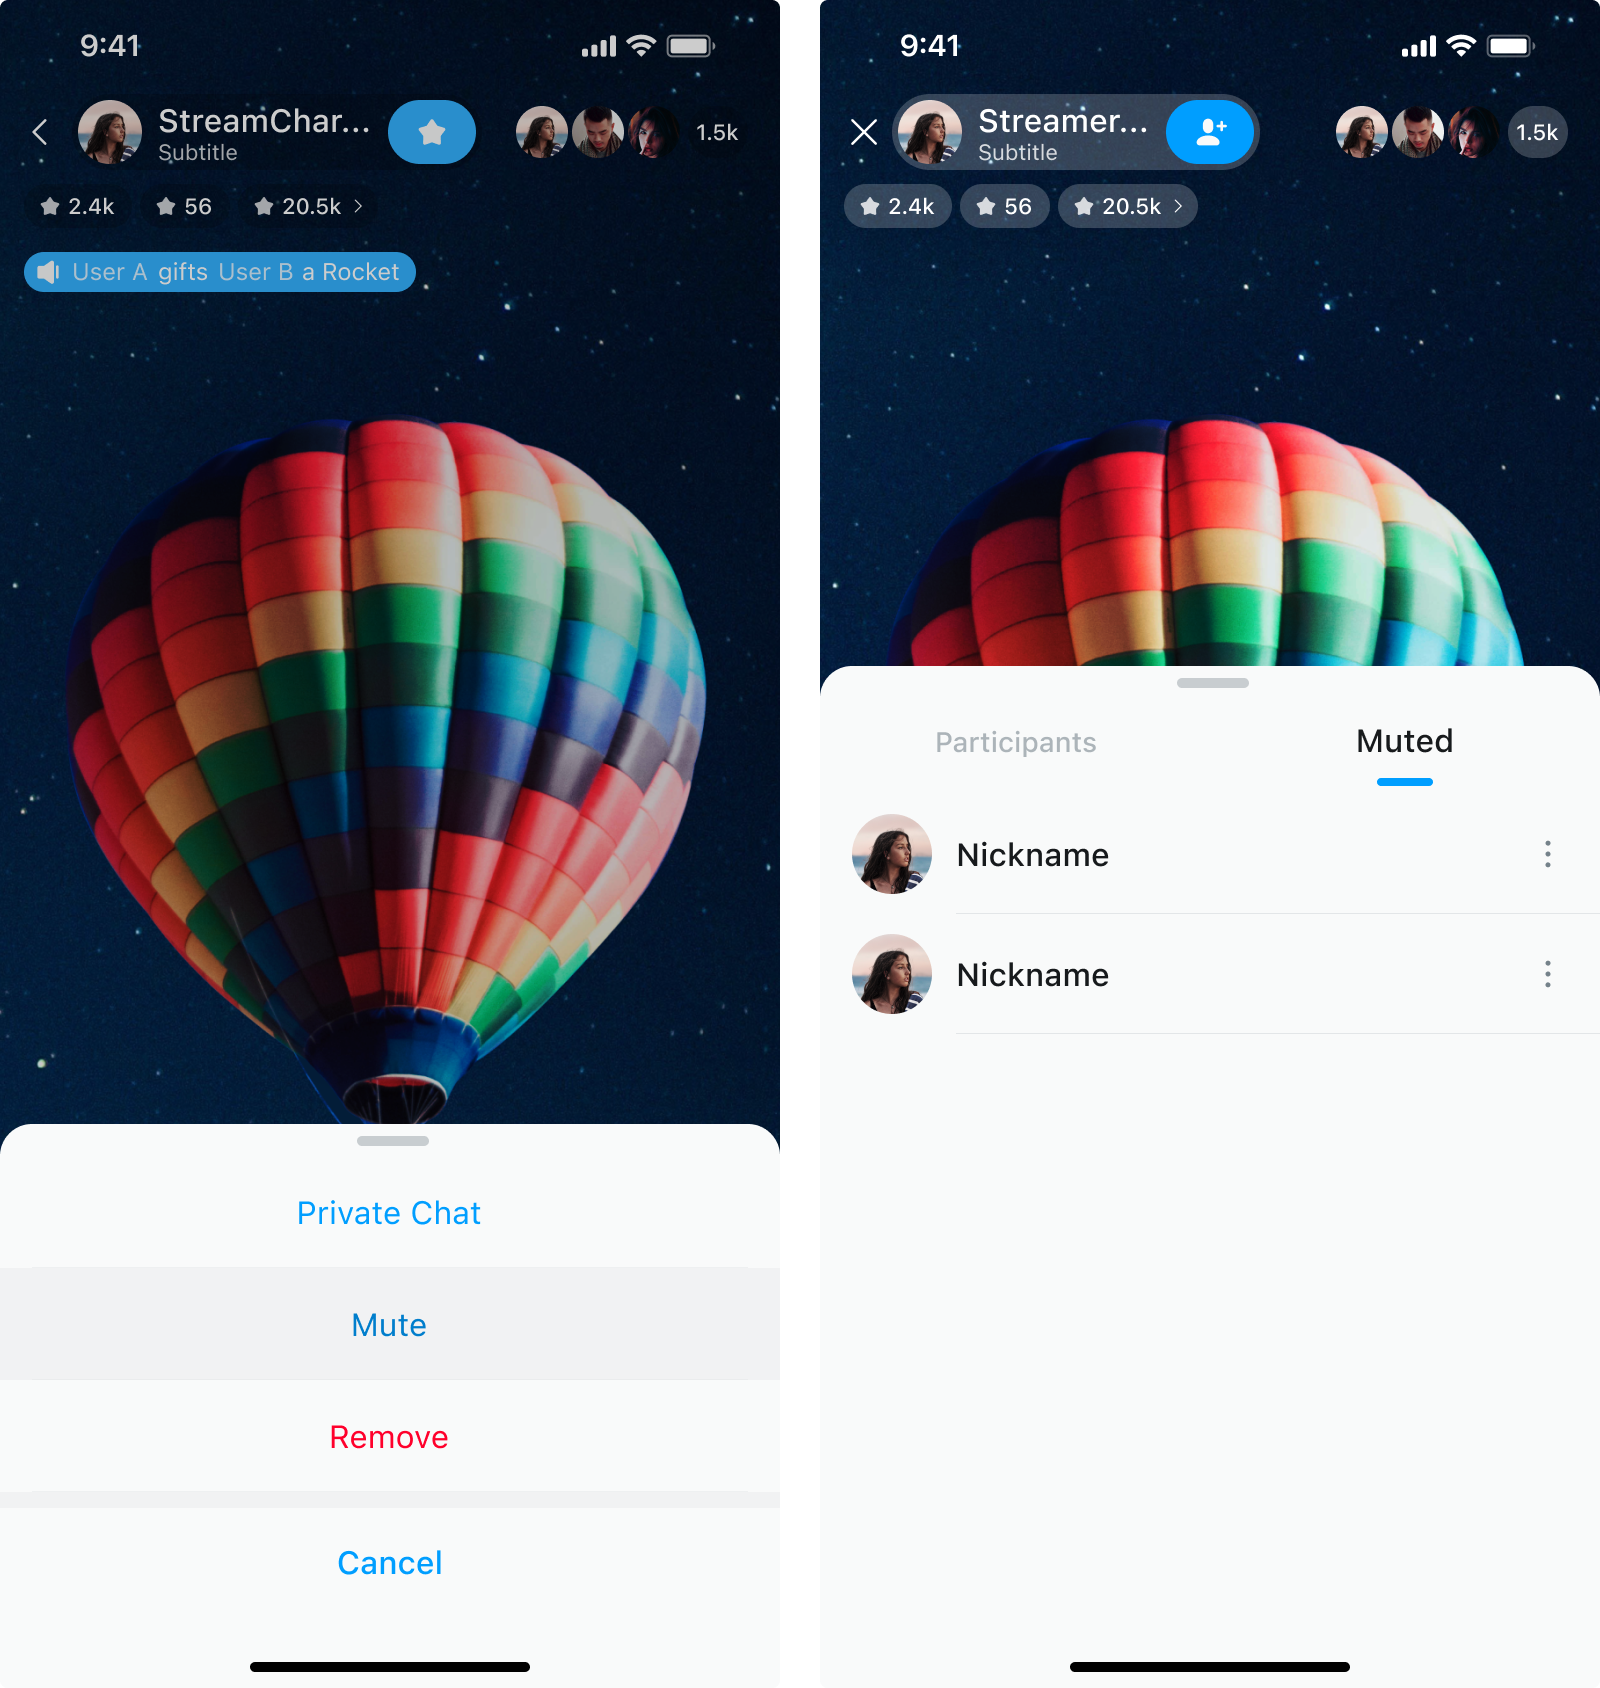 9:41
StreamChar...
Subtitle
1.5k
2.4k
56
20.5k
User A gifts User B a Rocket
Private Chat
Mute
Remove
Cancel
9:41
Streamer...
Subtitle
1.5k
2.4k
56
20.5k
Participants
Muted
Nickname
Nickname